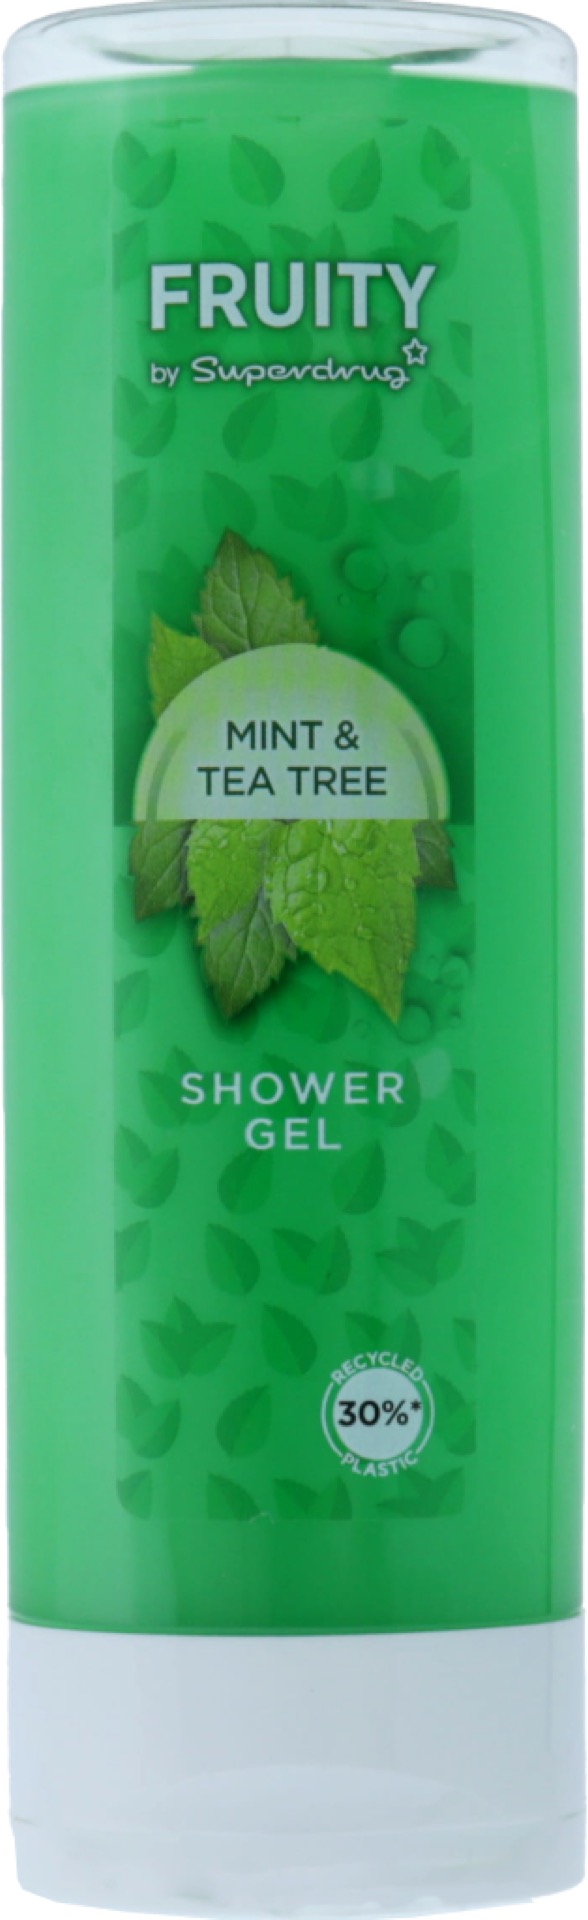 FRUITY
by Superdrug
MINT &
TEA TREE
SHOWER
GEL
RECYCLED
30%*
PLASTIC